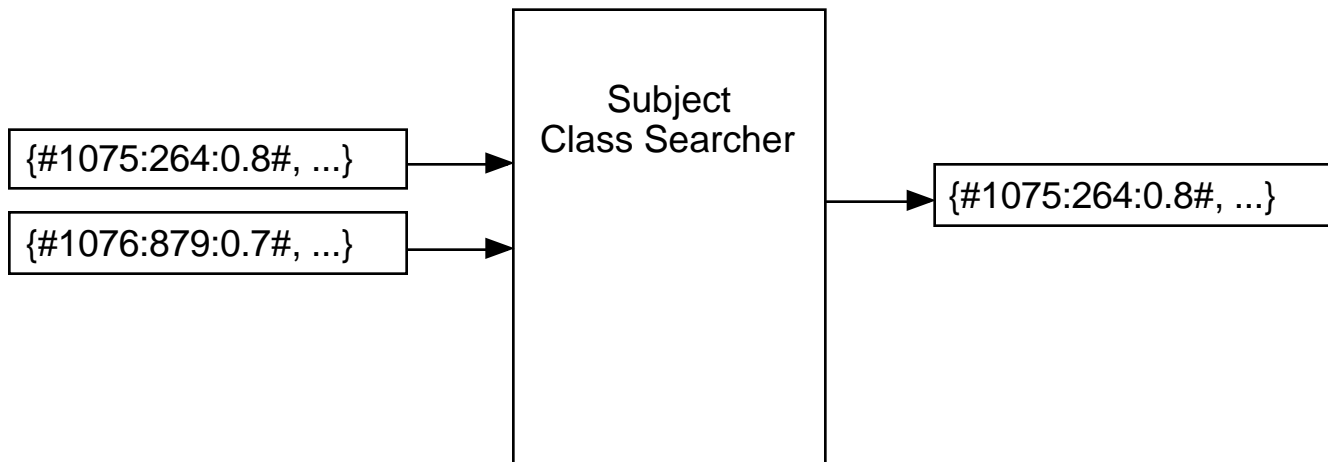 Subject
Class Searcher
{#1075:264:0.8#, ...}
{#1076:879:0.7#, ...}
{#1075:264:0.8#, ...}